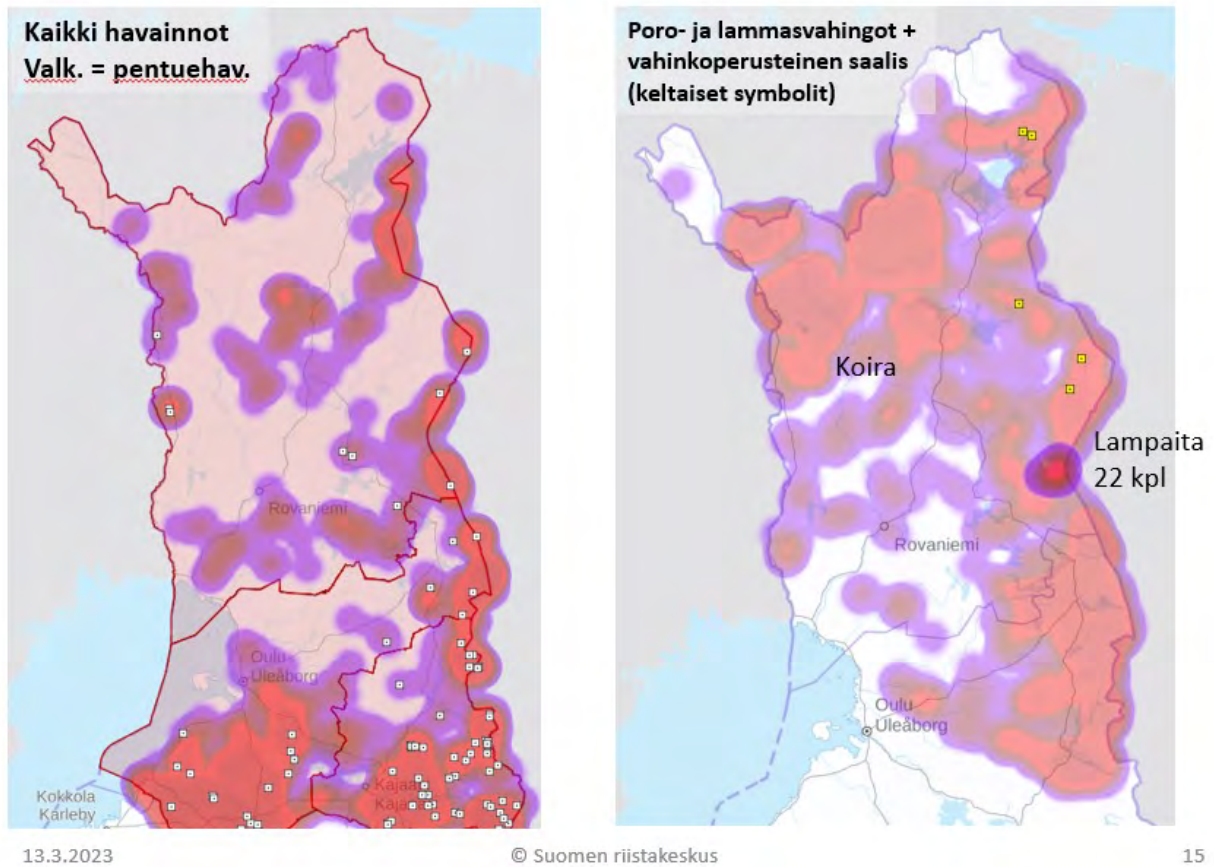 Kaikki havainnot
Valk. = pentuehav.
Rovaniemi
Oulu
Uleåborg
Kokkola
Karleby
Poro- ja lammasvahingot +
vahinkoperusteinen saalis
(keltaiset symbolit)
Koira
Lampaita
22 kpl
Rovaniemi
Oulu
Uleåborg
13.3.2023
© Suomen riistakeskus
15